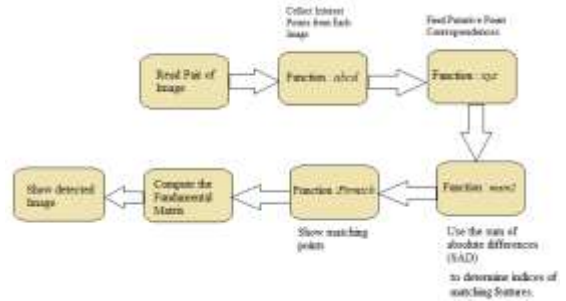 Collect Interest
Points from Each
Image
Find Putative Point
Correspondences
Read Pair of
Image
Function : abcd
Function : xyz
Show detected
Image
Compute the
Fundamental
Matrix
Function
Function
Show matching
points
Use the sum of
absolute differences
(SAD)
to determine indices of
matching features.